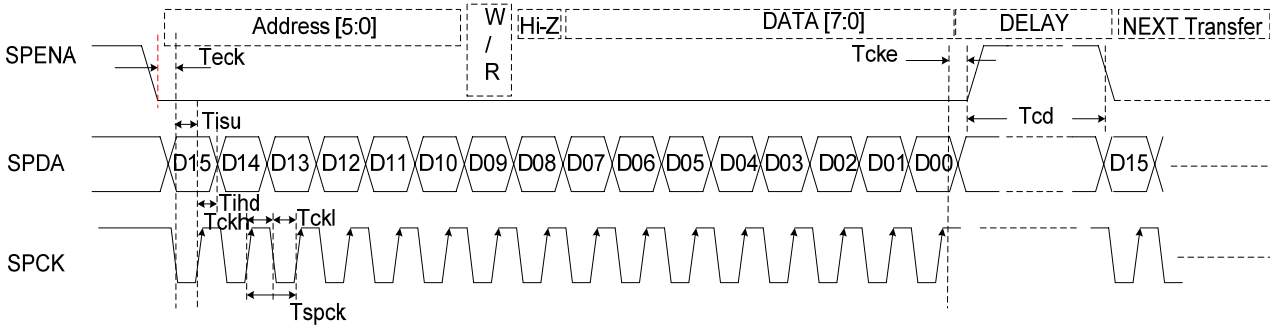 Address [5:0]
W
/
R
Hi-Z
DATA [7:0]
DELAY
NEXT Transfer
SPENA
Teck
Tcke
Tcd
Tisu
SPDA
D15 D14 D13 D12 D11 D10 D09 D08 D07 D06 D05 D04 D03 D02 D01 D00 D15
Tihd
Tckh
Tckl
SPCK
Tspck